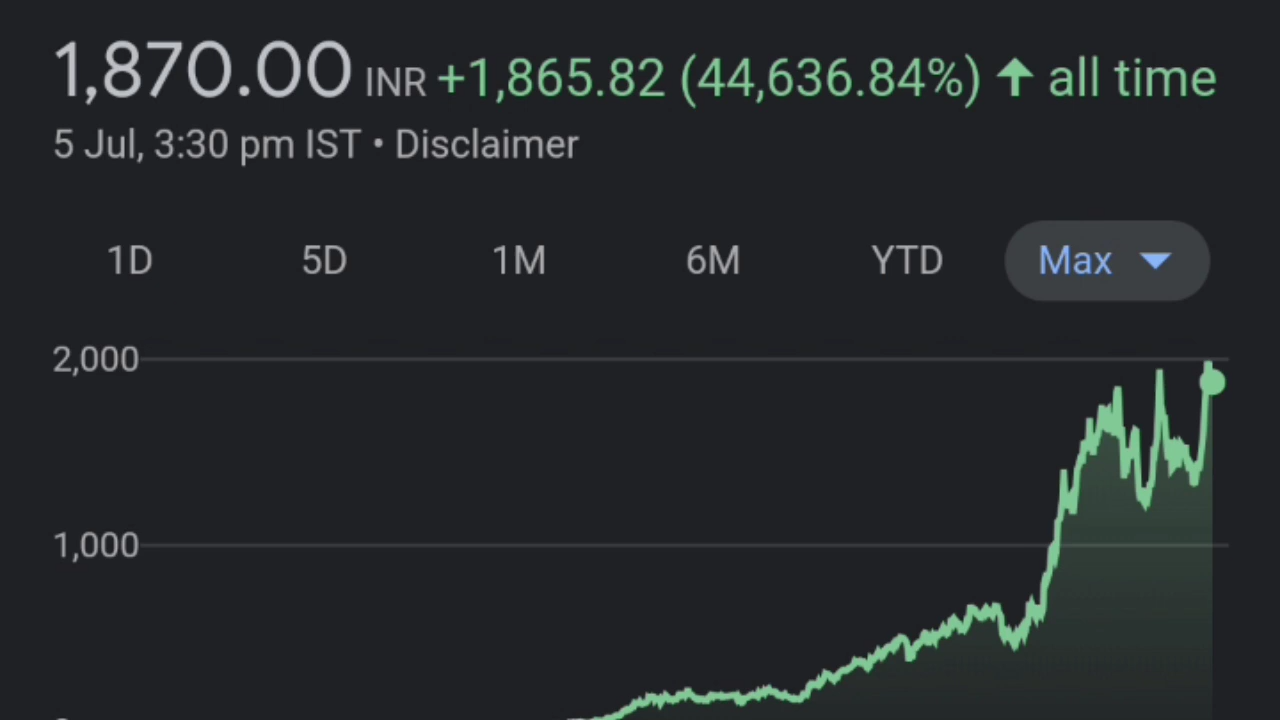 1,870.00 INR +1,865.82 (44,636.84%) ↑ all time
5 Jul, 3:30 pm IST • Disclaimer
1D 5D 1M 6M YTD Max
2,000
1,000